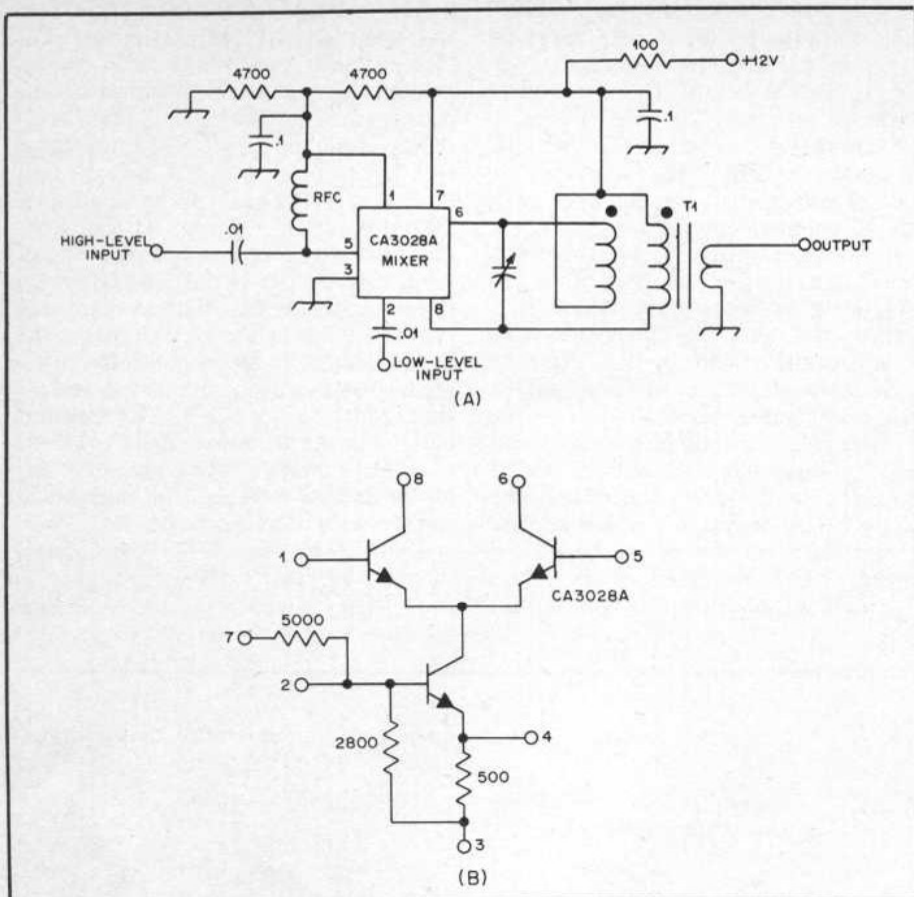 100
+12V
4700
4700
.1
.1
RFC
1
7
6
T1
HIGH-LEVEL
INPUT
.01
5
CA3028A
MIXER
OUTPUT
3
2
8
.01
LOW-LEVEL
INPUT
(A)
8
6
1
5
CA3028A
5000
7
2
2800
4
500
3
(B)